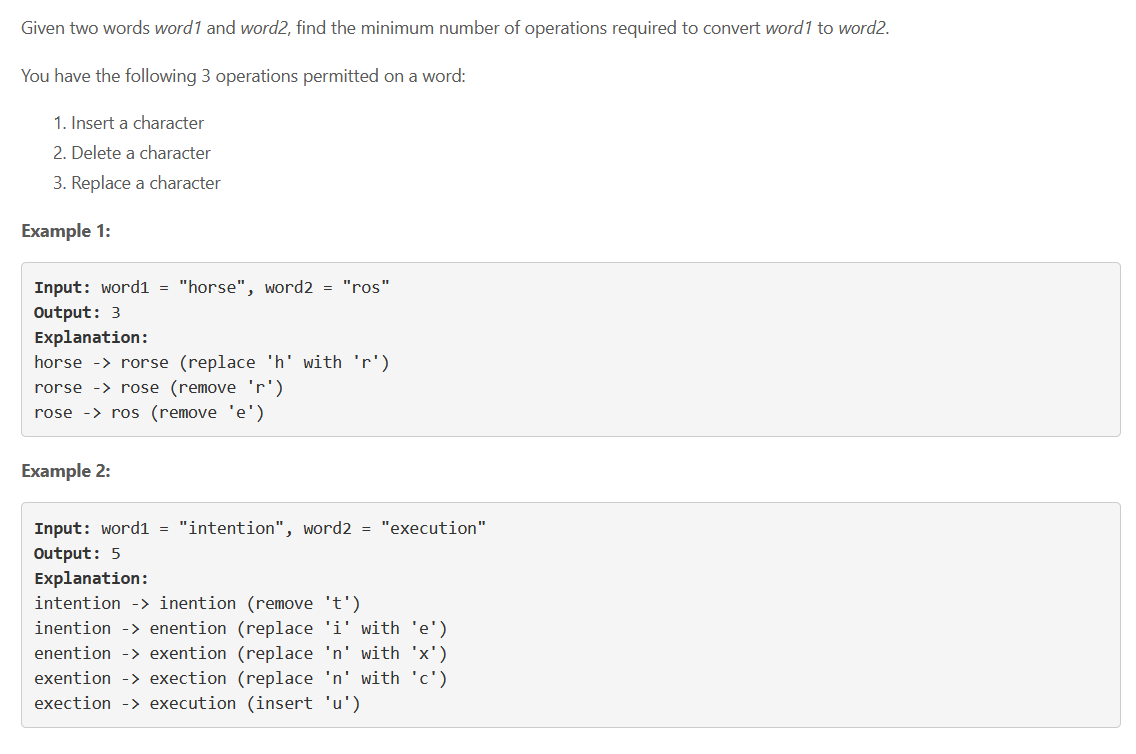 Given two words word1 and word2, find the minimum number of operations required to convert word1 to word2.
You have the following 3 operations permitted on a word:
1. Insert a character
2. Delete a character
3. Replace a character
Example 1:
Input: word1 = "horse", word2 = "ros"
Output: 3
Explanation:
horse -> rorse (replace 'h' with 'r')
rorse -> rose (remove 'r')
rose -> ros (remove 'e')
Example 2:
Input: word1 = "intention", word2 = "execution"
Output: 5
Explanation:
intention -> inention (remove 't')
inention -> enention (replace 'i' with 'e')
enention -> exention (replace 'n' with 'x')
exention -> exection (replace 'n' with 'c')
exection -> execution (insert 'u')